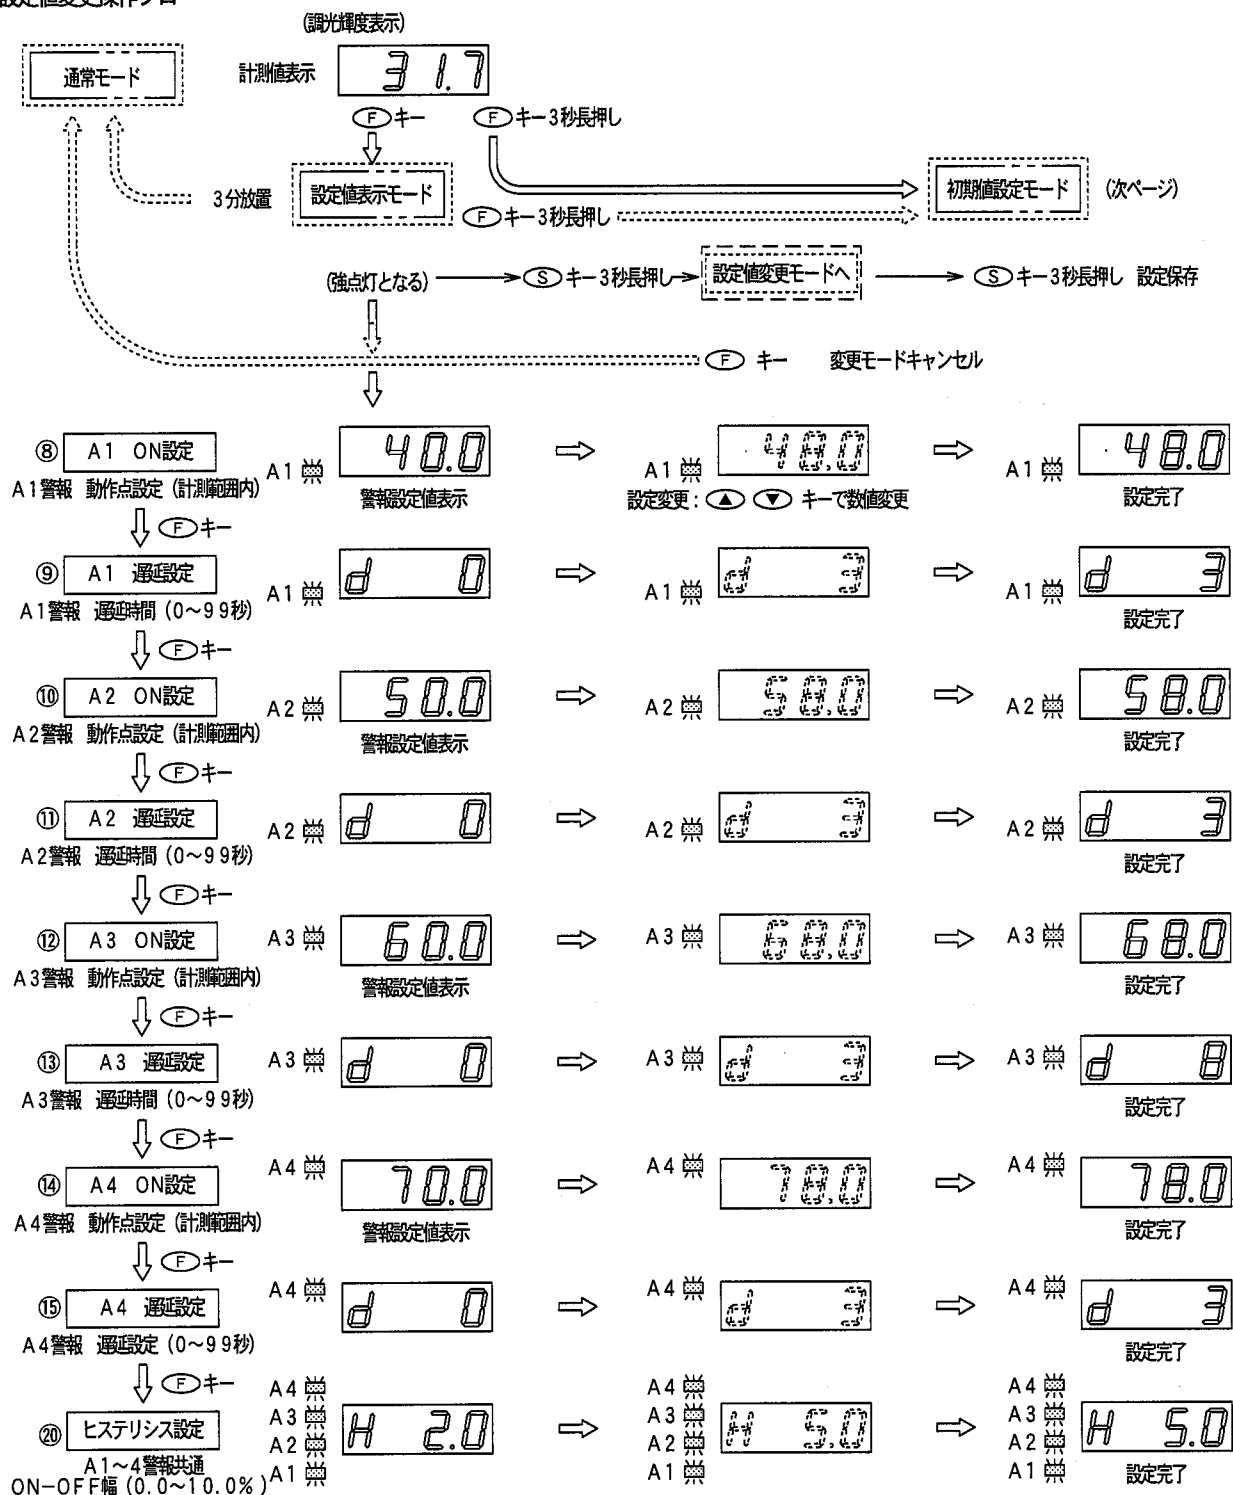 設定値変更操作フロー
(調光輝度表示)
通常モード 計測値表示 31.7
Fキー Fキー3秒長押し
3分放置 設定値表示モード 初期値設定モード (次ページ)
Fキー3秒長押し
(強点灯となる) Sキー3秒長押し 設定値変更モードへ Sキー3秒長押し 設定保存
F キー 変更モードキャンセル
⑧ A1 ON設定 A1 40.0 A1 48.0 A1 48.0
A1警報 動作点設定(計測範囲内) 警報設定値表示 設定変更:▲ ▼ キーで数値変更 設定完了
Fキー
⑨ A1 遅延設定 A1 d 0 A1 d 3 A1 d 3
A1警報 遅延時間(0〜99秒) 設定完了
Fキー
⑩ A2 ON設定 A2 50.0 A2 58.0 A2 58.0
A2警報 動作点設定(計測範囲内) 警報設定値表示 設定完了
Fキー
⑪ A2 遅延設定 A2 d 0 A2 d 3 A2 d 3
A2警報 遅延時間(0〜99秒) 設定完了
Fキー
⑫ A3 ON設定 A3 60.0 A3 68.0 A3 68.0
A3警報 動作点設定(計測範囲内) 警報設定値表示 設定完了
Fキー
⑬ A3 遅延設定 A3 d 0 A3 d 3 A3 d 8
A3警報 遅延時間(0〜99秒) 設定完了
Fキー
⑭ A4 ON設定 A4 70.0 A4 78.0 A4 78.0
A4警報 動作点設定(計測範囲内) 警報設定値表示 設定完了
Fキー
⑮ A4 遅延設定 A4 d 0 A4 d 3 A4 d 3
A4警報 遅延設定(0〜99秒) 設定完了
Fキー
A4 A4 A4
⑳ ヒステリシス設定 A3 H 2.0 A3 H 5.0 A3 H 5.0
A2 A2 A2
A1〜4警報共通 A1 A1 A1 設定完了
ON−OFF幅(0.0〜10.0%)